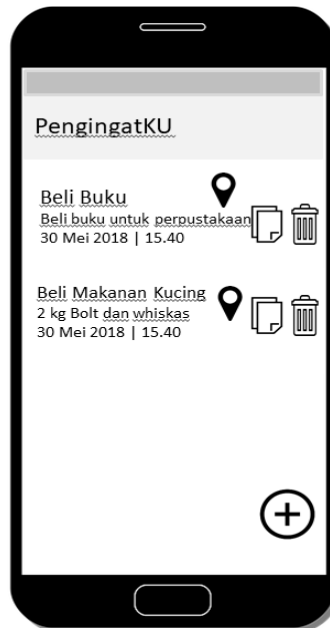 PengingatKU
Beli Buku
Beli buku untuk perpustakaan
30 Mei 2018 | 15.40
Beli Makanan Kucing
2 kg Bolt dan whiskas
30 Mei 2018 | 15.40